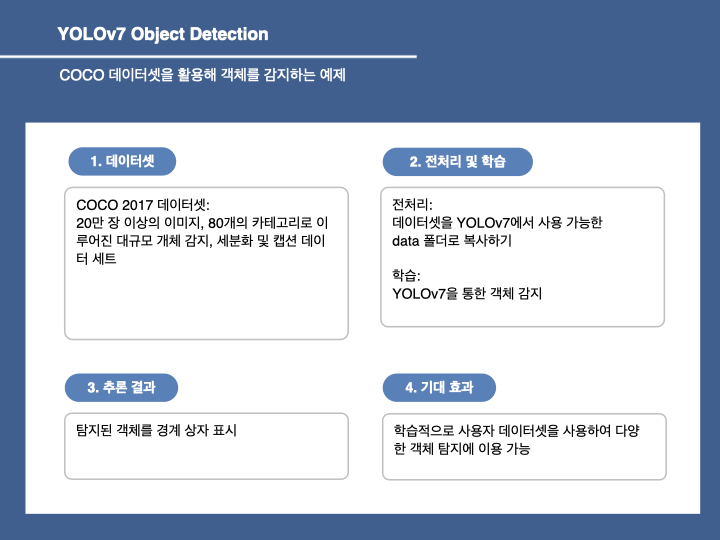 YOLOv7 Object Detection
COCO 데이터셋을 활용해 객체를 감지하는 예제
1. 데이터셋
COCO 2017 데이터셋:
20만 장 이상의 이미지, 80개의 카테고리로 이
루어진 대규모 개체 감지, 세분화 및 캡션 데이
터 세트
2. 전처리 및 학습
전처리:
데이터셋을 YOLOv7에서 사용 가능한
data 폴더로 복사하기
학습:
YOLOv7을 통한 객체 감지
3. 추론 결과
탐지된 객체를 경계 상자 표시
4. 기대 효과
학습적으로 사용자 데이터셋을 사용하여 다양
한 객체 탐지에 이용 가능